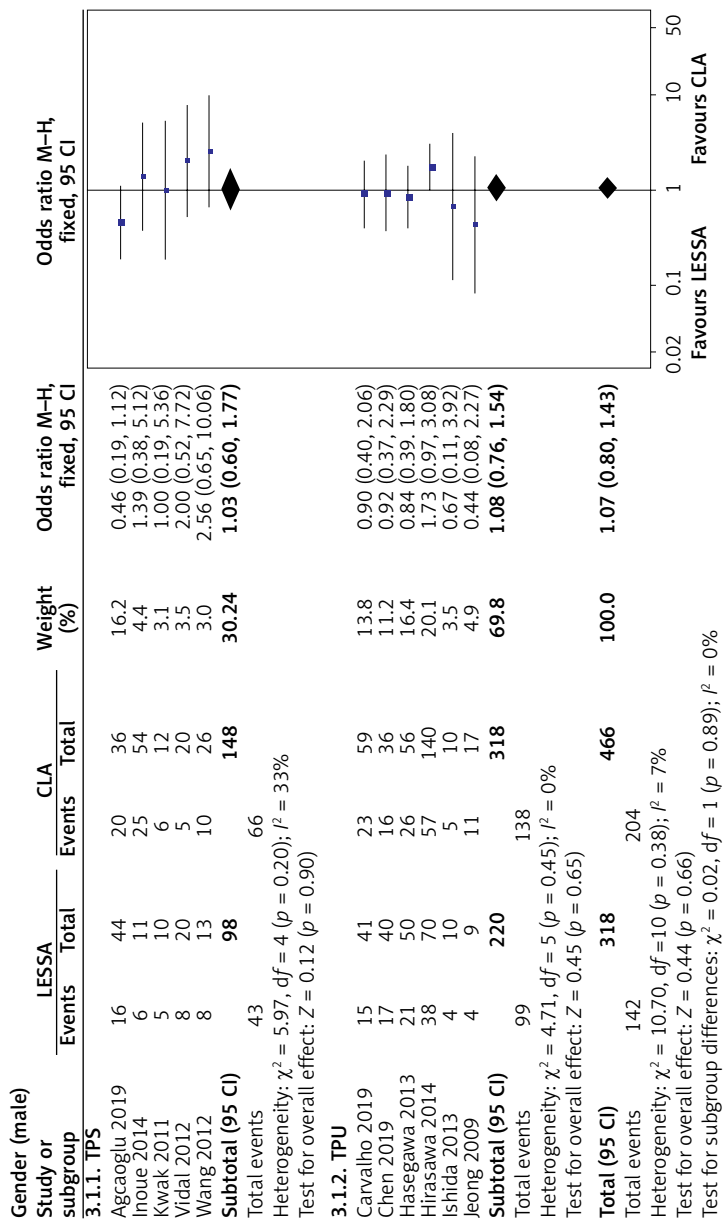 Gender (male)
Study or subgroup LESSA CLA Weight (%) Odds ratio M–H, fixed, 95 CI Odds ratio M–H, fixed, 95 CI
Events Total Events Total
3.1.1. TPS
Agcaoglu 2019 16 44 20 36 16.2 0.46 (0.19, 1.12)
Inoue 2014 6 11 25 54 4.4 1.39 (0.38, 5.12)
Kwak 2011 5 10 6 12 3.1 1.00 (0.19, 5.36)
Vidal 2012 8 20 5 20 3.5 2.00 (0.52, 7.72)
Wang 2012 8 13 10 26 3.0 2.56 (0.65, 10.06)
Subtotal (95 CI) 98 148 30.24 1.03 (0.60, 1.77)
Total events 43 66
Heterogeneity: χ² = 5.97, df = 4 (p = 0.20); I² = 33%
Test for overall effect: Z = 0.12 (p = 0.90)
3.1.2. TPU
Carvalho 2019 15 41 23 59 13.8 0.90 (0.40, 2.06)
Chen 2019 17 40 16 36 11.2 0.92 (0.37, 2.29)
Hasegawa 2013 21 50 26 56 16.4 0.84 (0.39, 1.80)
Hirasawa 2014 38 70 57 140 20.1 1.73 (0.97, 3.08)
Ishida 2013 4 10 5 10 3.5 0.67 (0.11, 3.92)
Jeong 2009 4 9 11 17 4.9 0.44 (0.08, 2.27)
Subtotal (95 CI) 220 318 69.8 1.08 (0.76, 1.54)
Total events 99 138
Heterogeneity: χ² = 4.71, df = 5 (p = 0.45); I² = 0%
Test for overall effect: Z = 0.45 (p = 0.65)
Total (95 CI) 318 466 100.0 1.07 (0.80, 1.43)
Total events 142 204
Heterogeneity: χ² = 10.70, df =10 (p = 0.38); I² = 7%
Test for overall effect: Z = 0.44 (p = 0.66)
Test for subgroup differences: χ² = 0.02, df = 1 (p = 0.89); I² = 0%
0.02 0.1 1 10 50
Favours LESSA Favours CLA